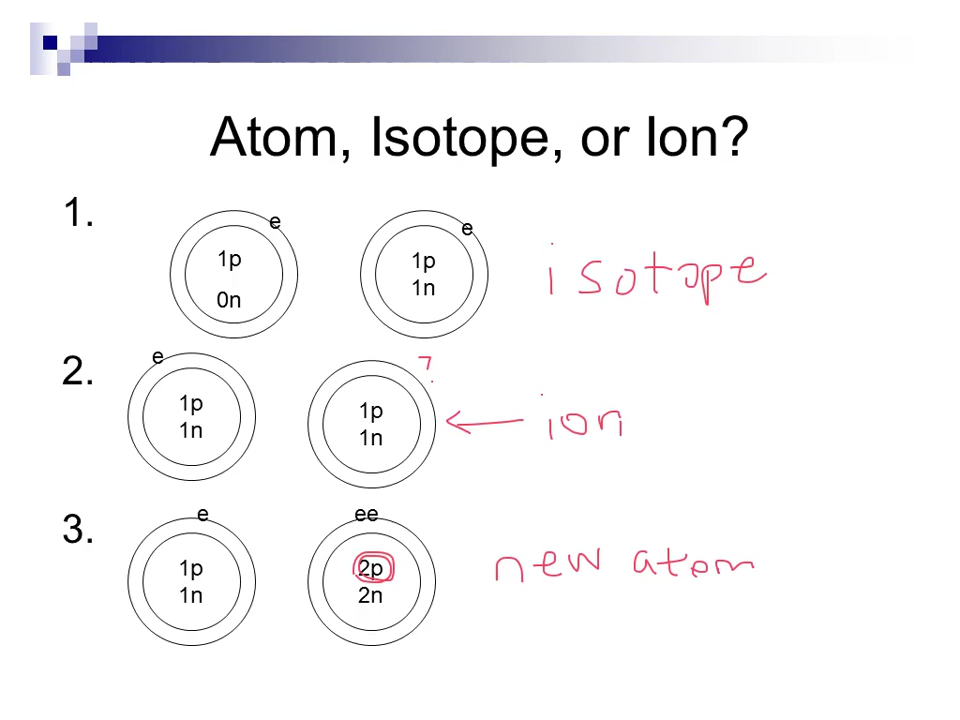 Atom, Isotope, or Ion?
1.
e
e
1p
1p
0n
1n
isotope
2.
e
?
1p
1p
1n
1n
ion
3.
e
ee
1p
2p
1n
2n
new atom